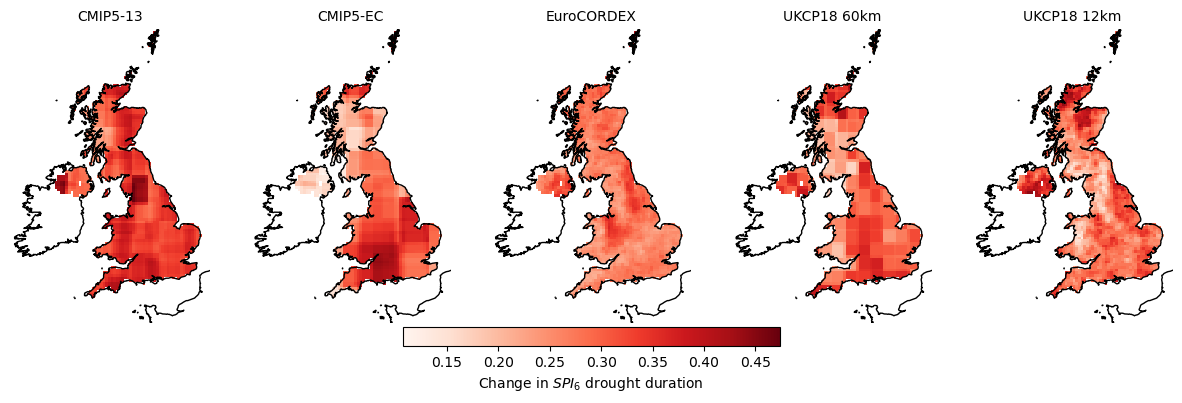 CMIP5-13 CMIP5-EC EuroCORDEX UKCP18 60km UKCP18 12km
0.15 0.20 0.25 0.30 0.35 0.40 0.45
Change in SPI₆ drought duration